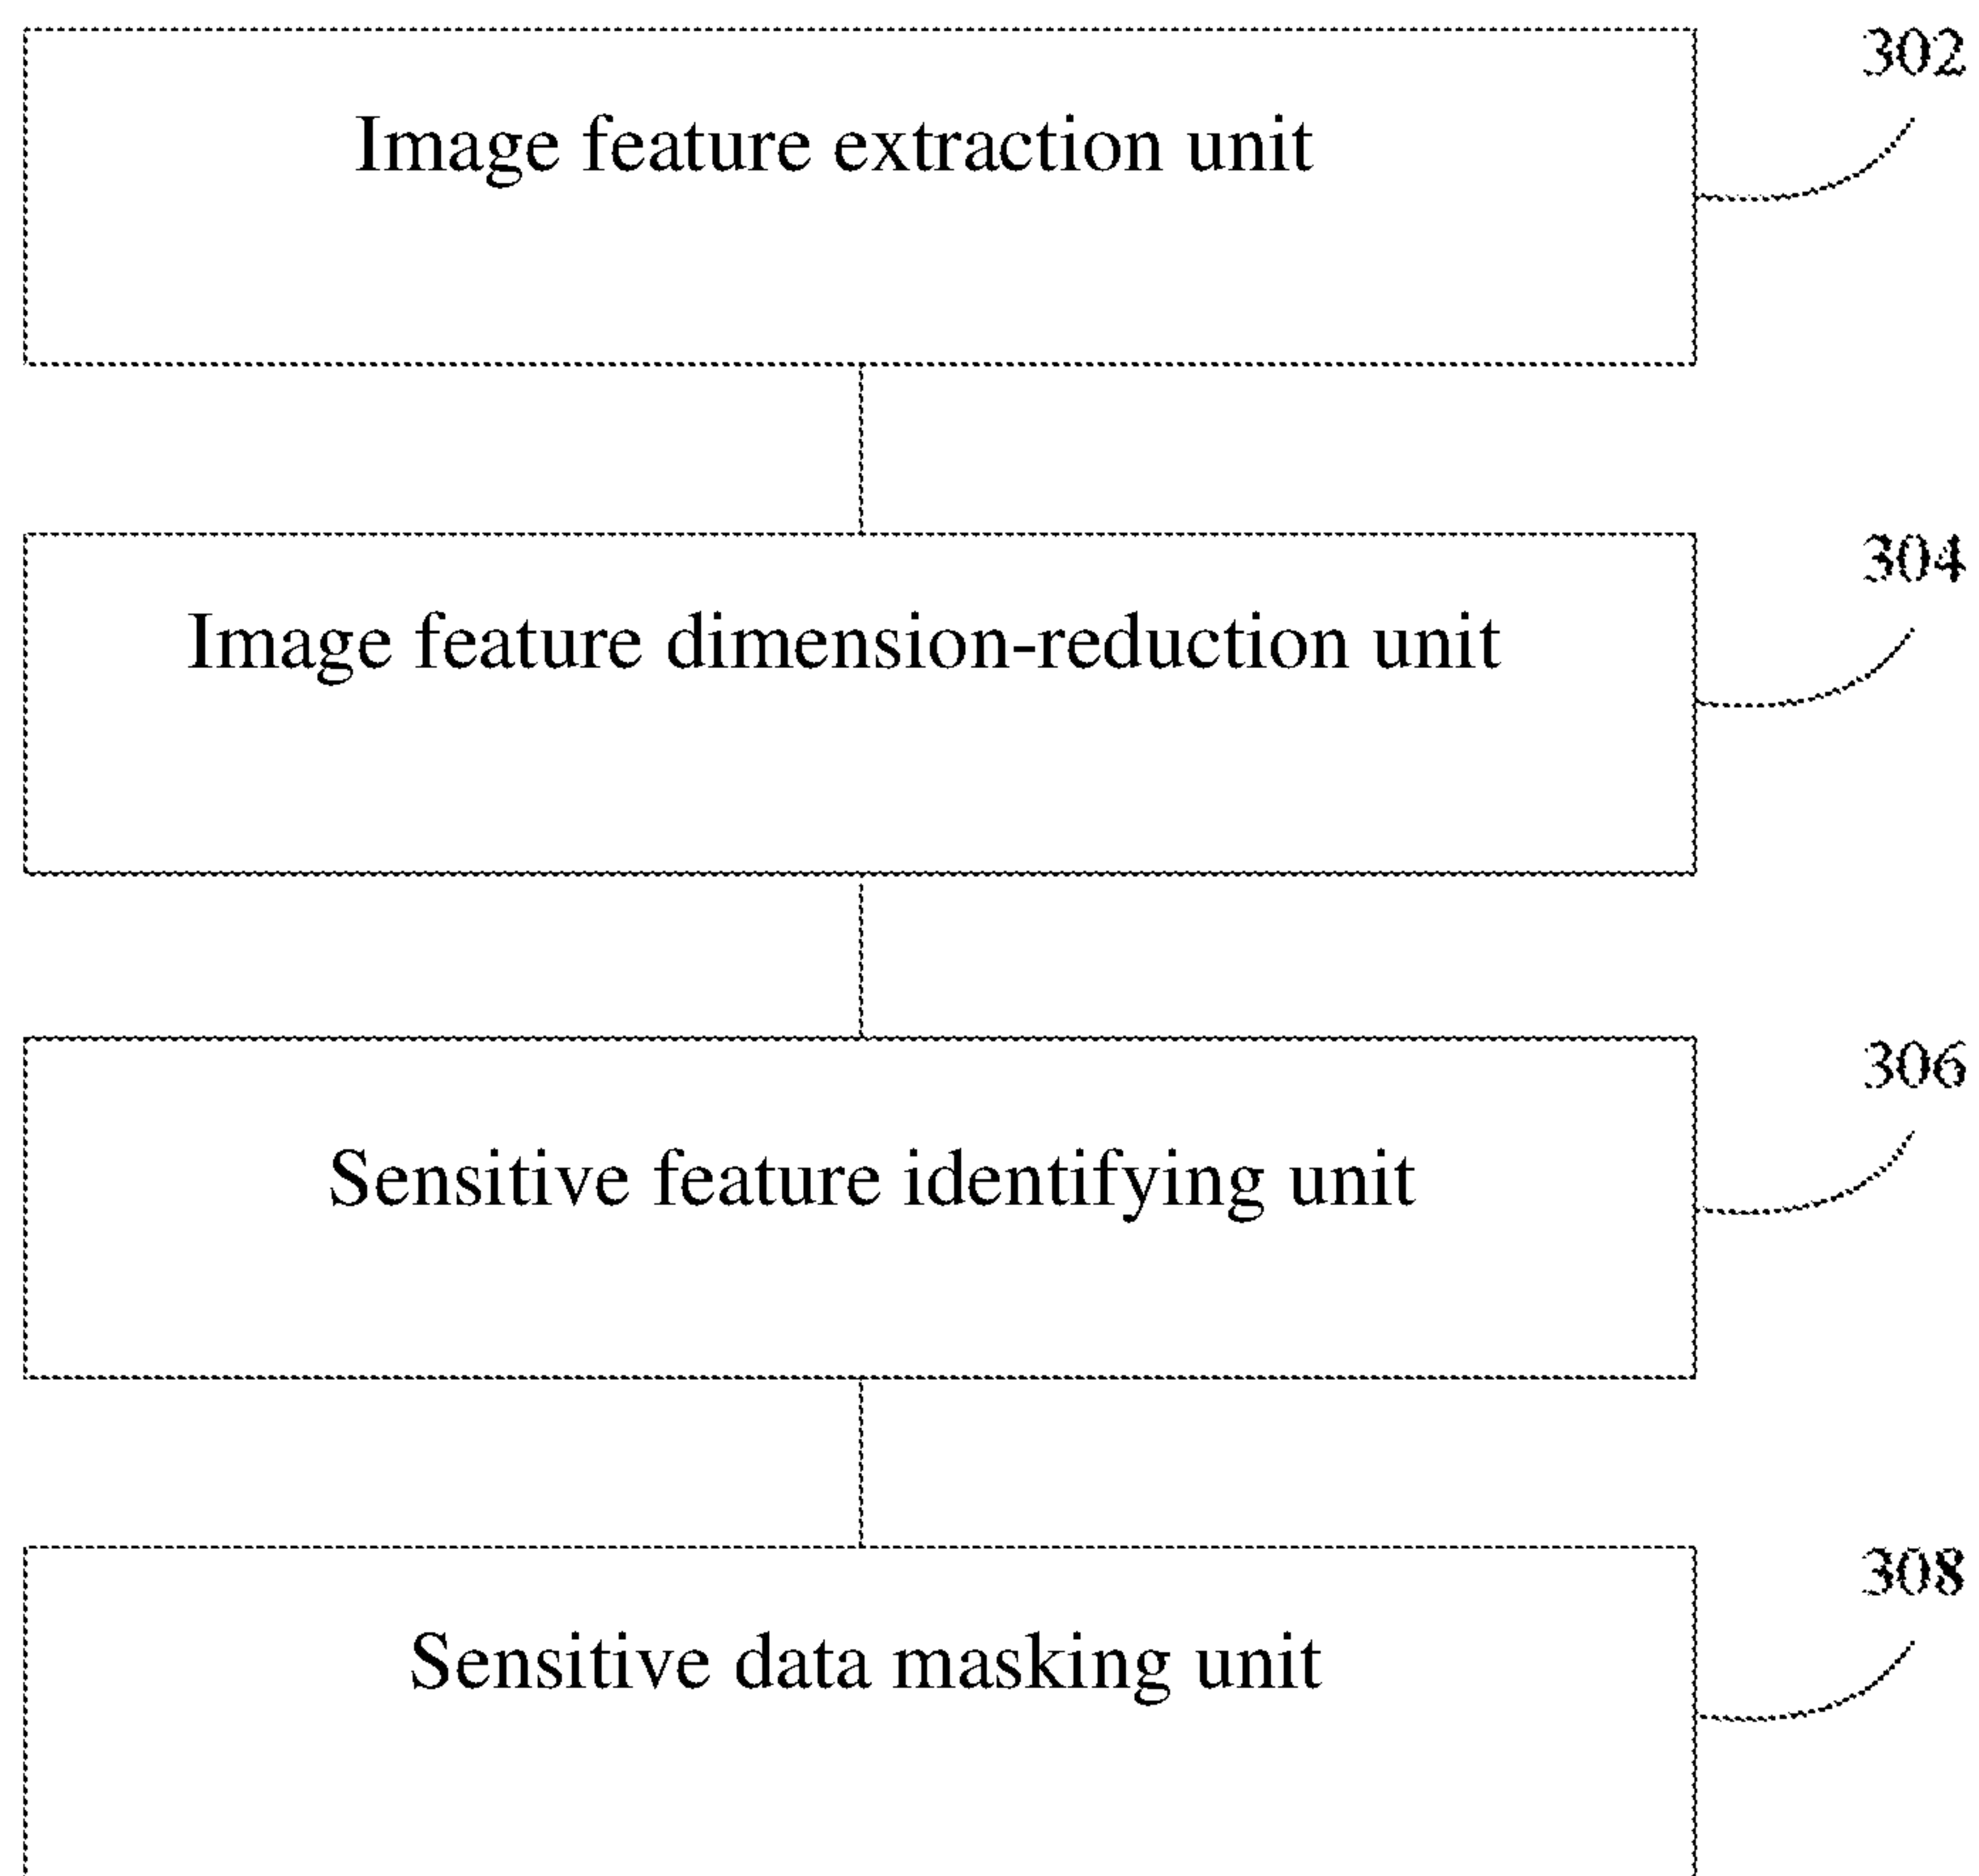 302
Image feature extraction unit
304
Image feature dimension-reduction unit
306
Sensitive feature identifying unit
308
Sensitive data masking unit